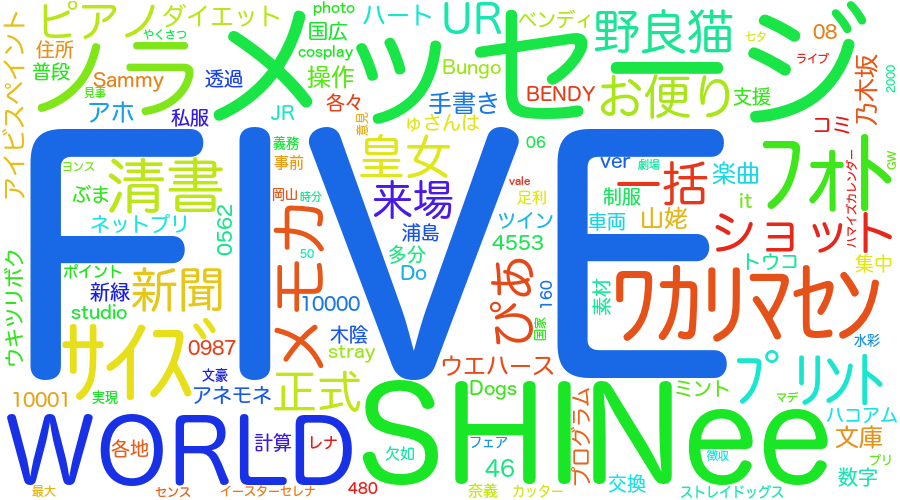 アイビスペイント
ピアノ
やくさつ
ダイエット
photo
国広
cosplay
ハート
UR
ベンディ
野良猫
七夕
08
ライブ
2000
住所
普段
見事
Sammy
ノラメッセージ
透過
操作
Bungo
お便り
支援
乃木坂
アホ
私服
JR
各々
意見
手書き
BENDY
ゅさんは
コミ
FIVE
ヨンス
清書
ぶま
ネットプリ
0562
義務
事前
岡山
時分
皇女
来場
vale
足利
06
ver
劇場
一括
制服
楽曲
it
フォト
GW
ハマイズカレンダー
ウキツリボク
ポイント
新緑
studio
新聞
メモカ
50
10000
多分
浦島
Do
4553
ツイン
車両
山姥
ショット
トウコ
集中
ぴあ
160
国家
素材
ワカリマセン
水彩
サイズ
0987
文豪
木陰
stray
ウエハース
プリント
10001
実現
アネモネ
正式
SHINee
Dogs
ミント
マデ
ハコアム
文庫
プリ
WORLD
各地
計算
レナ
欠如
フェア
46
プログラム
徴収
数字
最大
センス
イースターセレナ
480
奈義
カッター
交換
ストレイドッグス